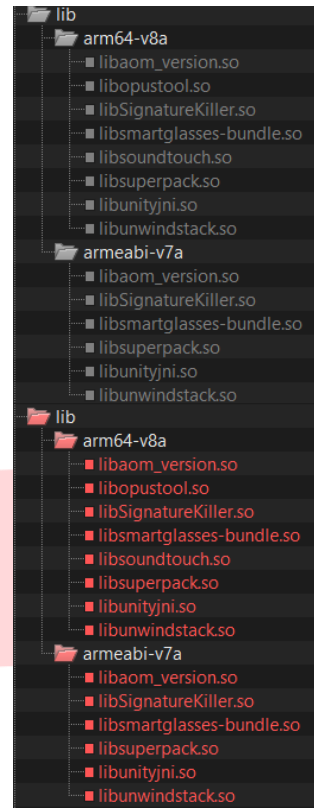 lib
arm64-v8a
libaom_version.so
libopustool.so
libSignatureKiller.so
libsmartglasses-bundle.so
libsoundtouch.so
libsuperpack.so
libunityjni.so
libunwindstack.so
armeabi-v7a
libaom_version.so
libSignatureKiller.so
libsmartglasses-bundle.so
libsuperpack.so
libunityjni.so
libunwindstack.so
lib
arm64-v8a
libaom_version.so
libopustool.so
libSignatureKiller.so
libsmartglasses-bundle.so
libsoundtouch.so
libsuperpack.so
libunityjni.so
libunwindstack.so
armeabi-v7a
libaom_version.so
libSignatureKiller.so
libsmartglasses-bundle.so
libsuperpack.so
libunityjni.so
libunwindstack.so